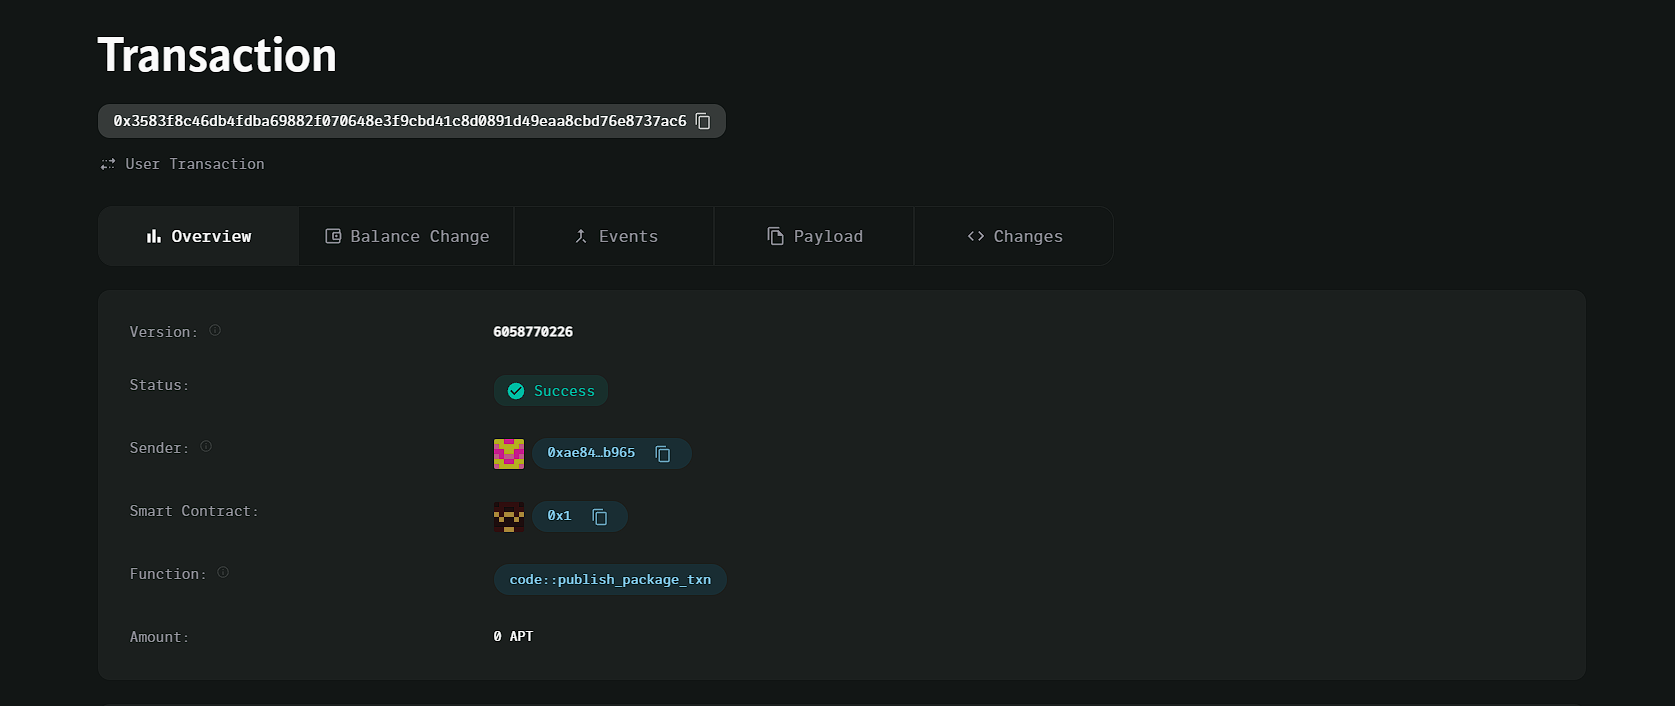 Transaction
0x3583f8c46db4fdba69882f070648e3f9cbd41c8d0891d49eaa8cbd76e8737ac6
User Transaction
Overview Balance Change Events Payload Changes
Version: 6058770226
Status: Success
Sender: 0xae84…b965
Smart Contract: 0x1
Function: code::publish_package_txn
Amount: 0 APT